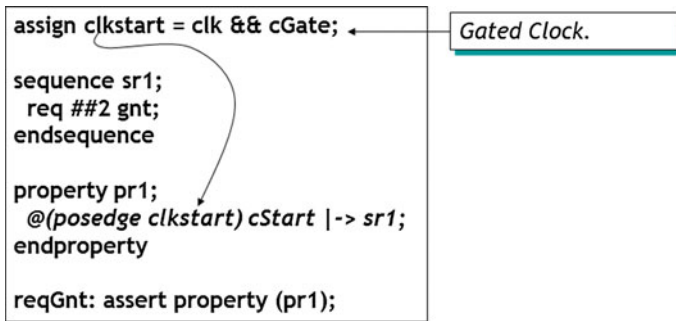 assign clkstart = clk && cGate;
Gated Clock.
sequence sr1;
req ##2 gnt;
endsequence
property pr1;
@(posedge clkstart) cStart |-> sr1;
endproperty
reqGnt: assert property (pr1);